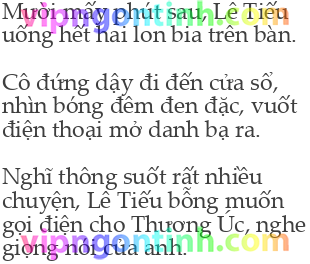 Mười mấy phút sau, Lê Tiếu
uống hết hai lon bia trên bàn.
Cô đứng dậy đi đến cửa sổ,
nhìn bóng đêm đen đặc, vuốt
điện thoại mở danh bạ ra.
Nghĩ thông suốt rất nhiều
chuyện, Lê Tiếu bỗng muốn
gọi điện cho Thương Úc, nghe
giọng nói của anh.
vipngontinh.com
vipngontinh.com